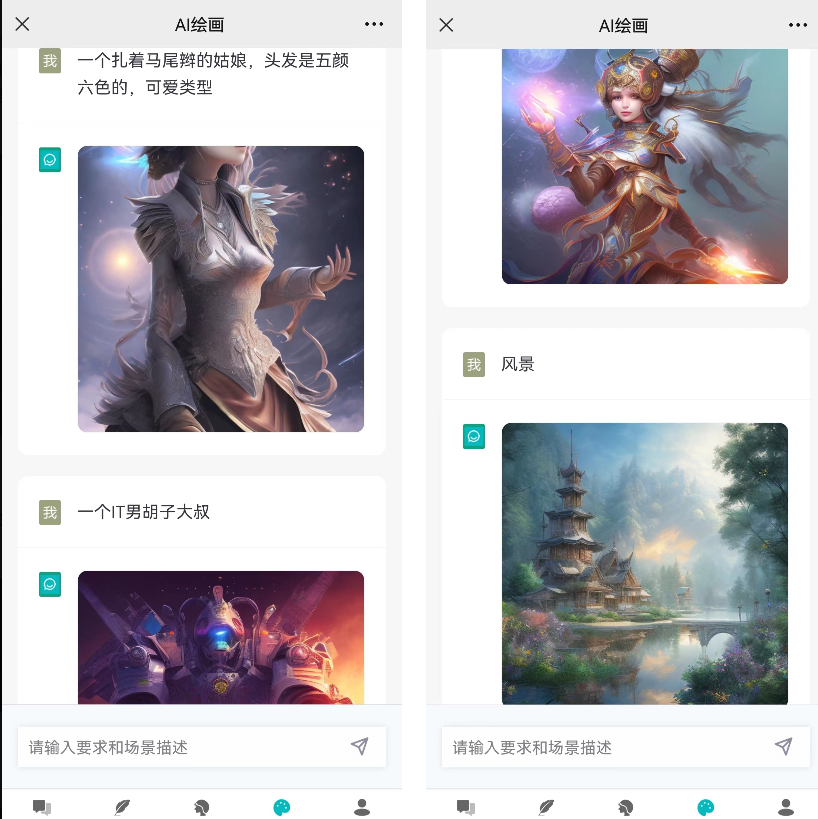 AI绘画
我
一个扎着马尾辫的姑娘，头发是五颜
六色的，可爱类型
我
一个IT男胡子大叔
请输入要求和场景描述
AI绘画
我
风景
请输入要求和场景描述